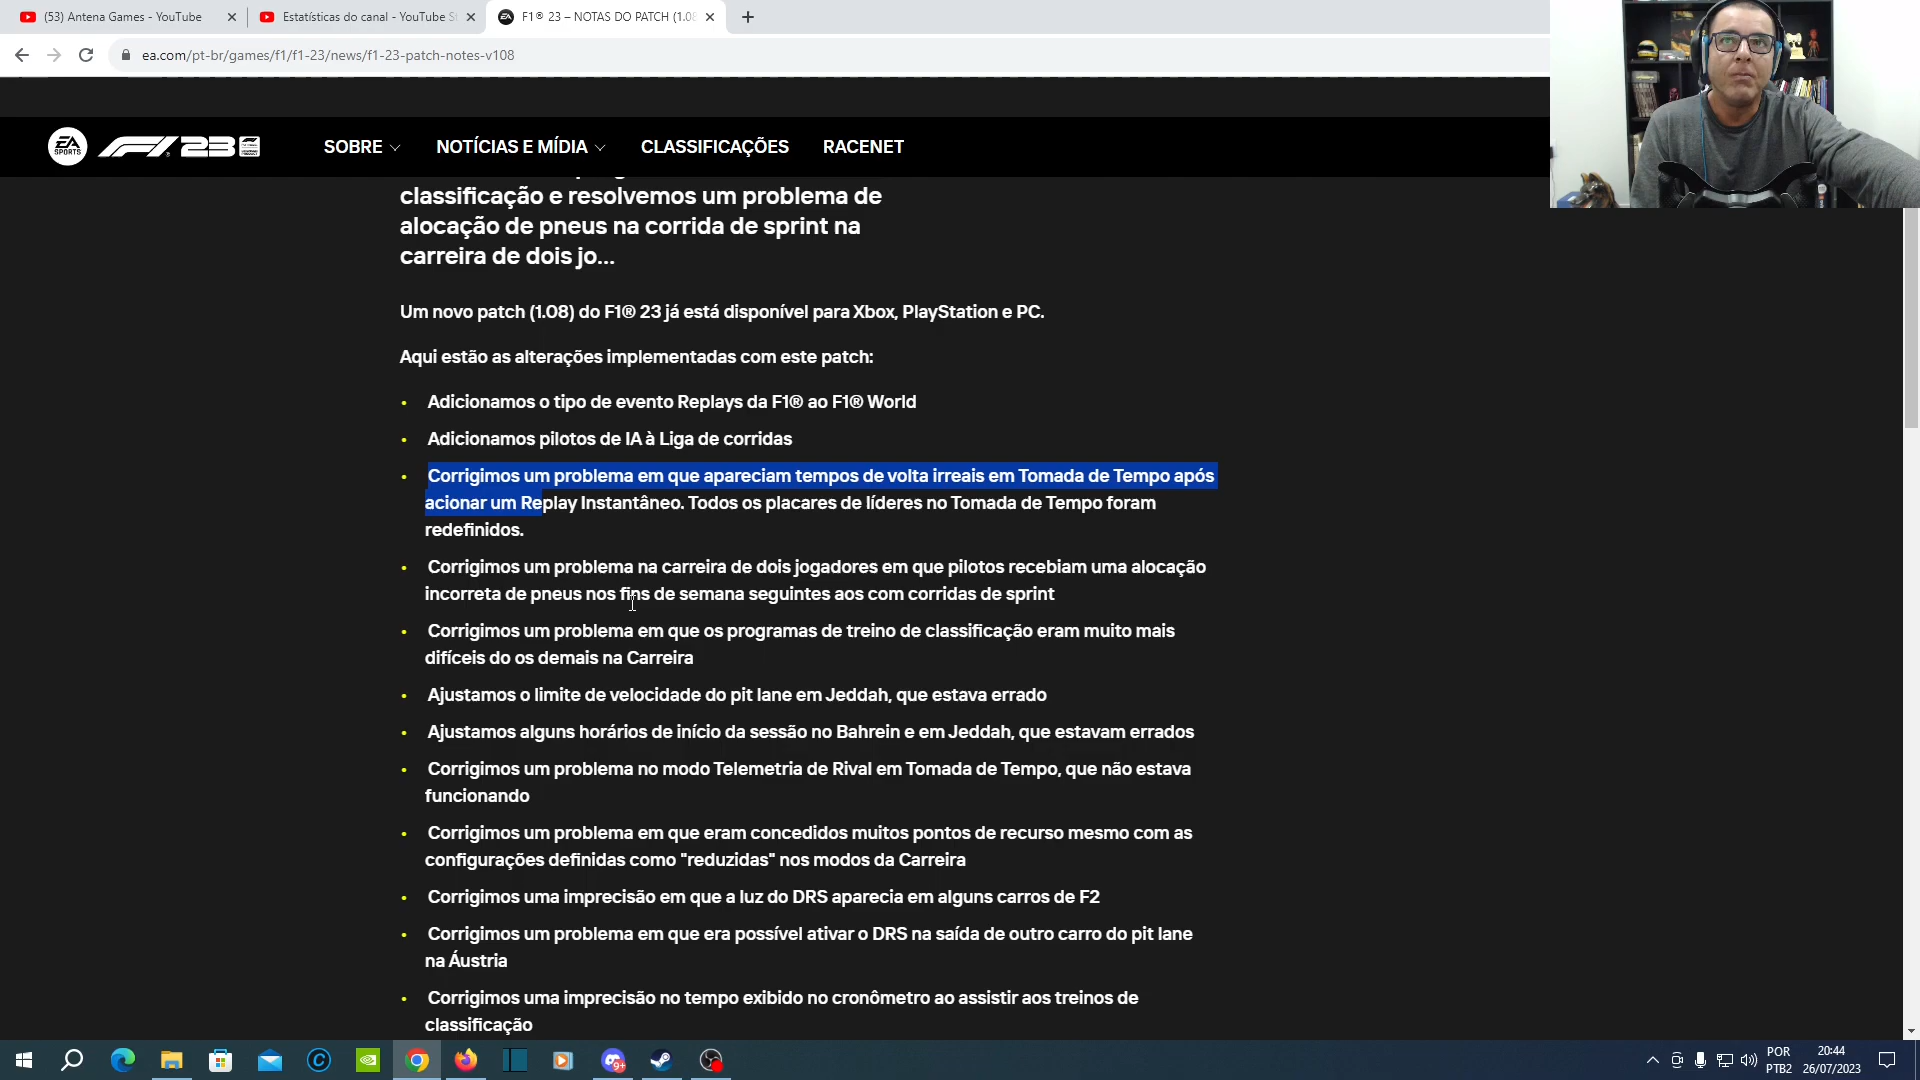 (53) Antena Games - YouTube
Estatísticas do canal - YouTube St
F1® 23 – NOTAS DO PATCH (1.08
ea.com/pt-br/games/f1/f1-23/news/f1-23-patch-notes-v108
EA SPORTS F1 23
SOBRE
NOTÍCIAS E MÍDIA
CLASSIFICAÇÕES
RACENET
classificação e resolvemos um problema de
alocação de pneus na corrida de sprint na
carreira de dois jo...
Um novo patch (1.08) do F1® 23 já está disponível para Xbox, PlayStation e PC.
Aqui estão as alterações implementadas com este patch:
• Adicionamos o tipo de evento Replays da F1® ao F1® World
• Adicionamos pilotos de IA à Liga de corridas
• Corrigimos um problema em que apareciam tempos de volta irreais em Tomada de Tempo após
acionar um Replay Instantâneo. Todos os placares de líderes no Tomada de Tempo foram
redefinidos.
• Corrigimos um problema na carreira de dois jogadores em que pilotos recebiam uma alocação
incorreta de pneus nos fins de semana seguintes aos com corridas de sprint
• Corrigimos um problema em que os programas de treino de classificação eram muito mais
difíceis do os demais na Carreira
• Ajustamos o limite de velocidade do pit lane em Jeddah, que estava errado
• Ajustamos alguns horários de início da sessão no Bahrein e em Jeddah, que estavam errados
• Corrigimos um problema no modo Telemetria de Rival em Tomada de Tempo, que não estava
funcionando
• Corrigimos um problema em que eram concedidos muitos pontos de recurso mesmo com as
configurações definidas como "reduzidas" nos modos da Carreira
• Corrigimos uma imprecisão em que a luz do DRS aparecia em alguns carros de F2
• Corrigimos um problema em que era possível ativar o DRS na saída de outro carro do pit lane
na Áustria
• Corrigimos uma imprecisão no tempo exibido no cronômetro ao assistir aos treinos de
classificação
9+
POR
PTB2
20:44
26/07/2023